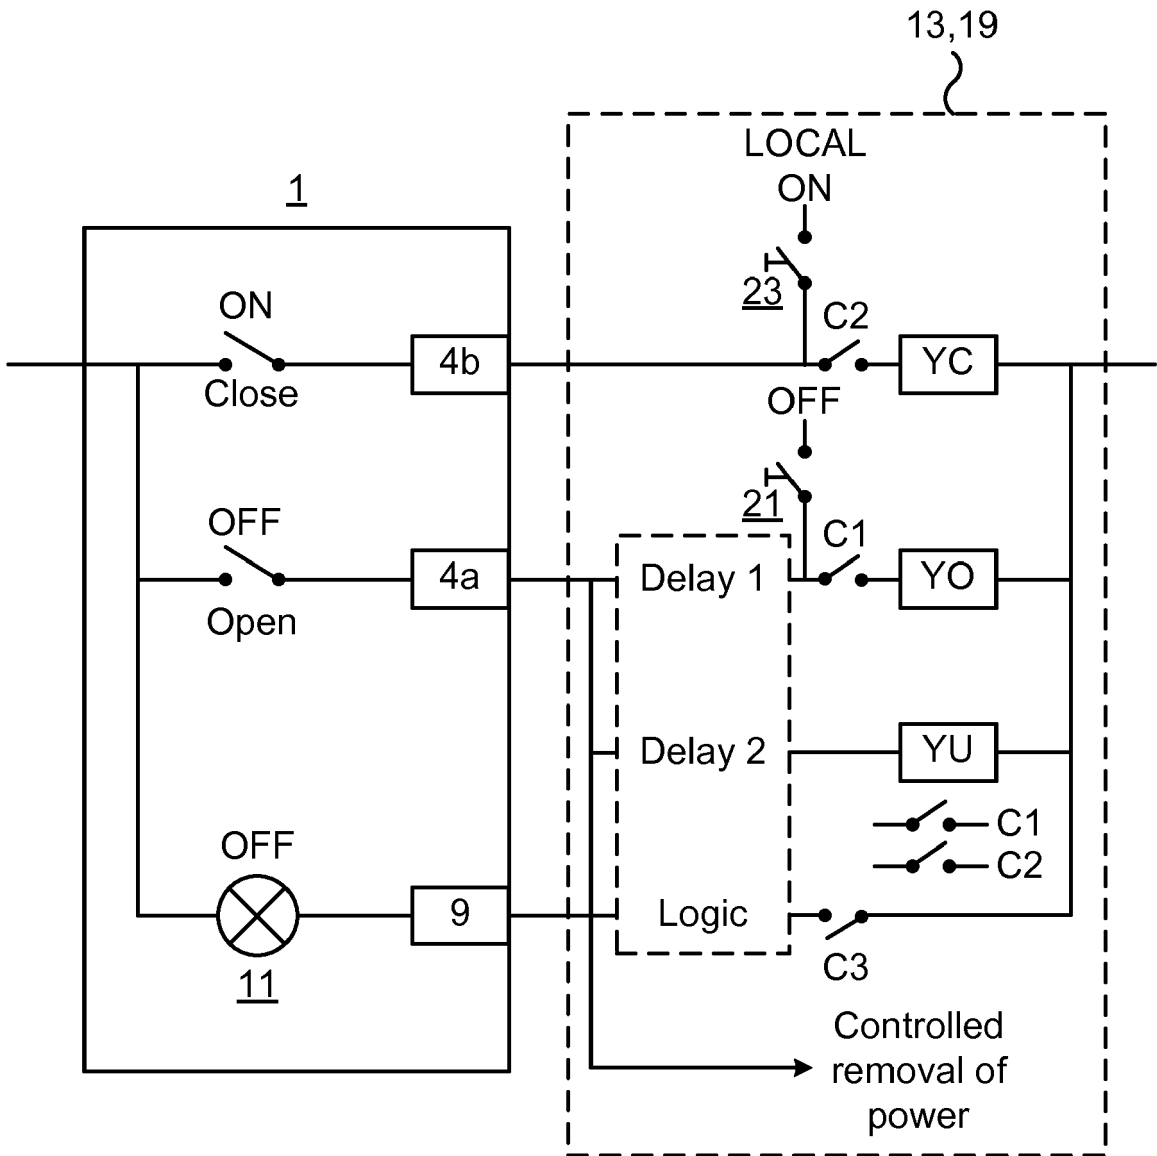 13,19
LOCAL
ON
1
23
ON
C2
4b
YC
Close
OFF
21
OFF
C1
4a
Delay 1
YO
Open
Delay 2
YU
C1
C2
OFF
9
Logic
C3
11
Controlled
removal of
power